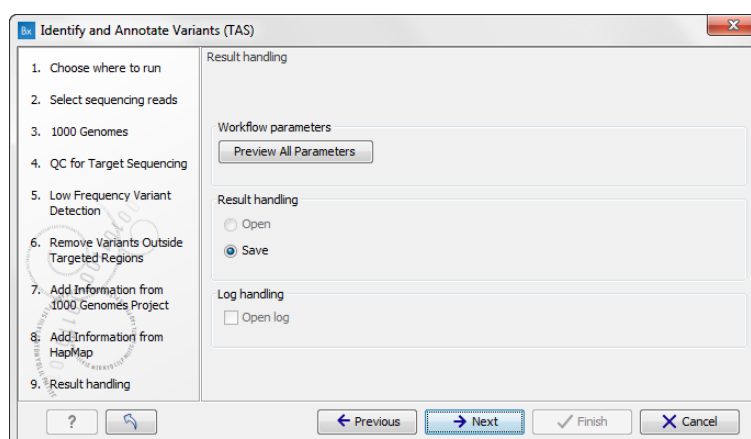 Bx Identify and Annotate Variants (TAS)
X
1. Choose where to run
2. Select sequencing reads
3. 1000 Genomes
4. QC for Target Sequencing
5. Low Frequency Variant
Detection
6. Remove Variants Outside
Targeted Regions
7. Add Information from
1000 Genomes Project
8. Add Information from
HapMap
9. Result handling
Result handling
Workflow parameters
Preview All Parameters
Result handling
Open
Save
Log handling
Open log
?
Previous
Next
Finish
Cancel